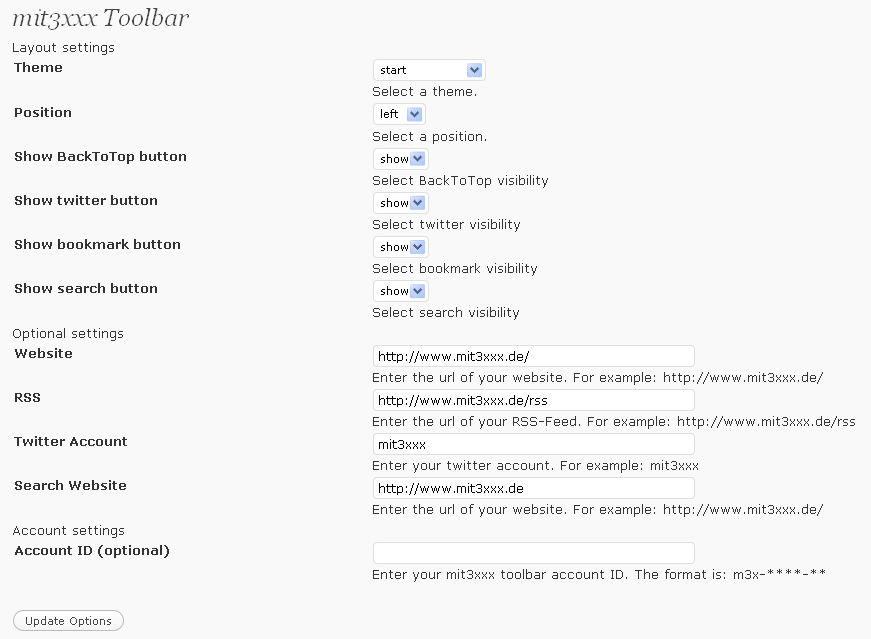 mit3xxx Toolbar
Layout settings
Theme
start
Select a theme.
Position
left
Select a position.
Show BackToTop button
show
Select BackToTop visibility
Show twitter button
show
Select twitter visibility
Show bookmark button
show
Select bookmark visibility
Show search button
show
Select search visibility
Optional settings
Website
http://www.mit3xxx.de/
Enter the url of your website. For example: http://www.mit3xxx.de/
RSS
http://www.mit3xxx.de/rss
Enter the url of your RSS-Feed. For example: http://www.mit3xxx.de/rss
Twitter Account
mit3xxx
Enter your twitter account. For example: mit3xxx
Search Website
http://www.mit3xxx.de
Enter the url of your website. For example: http://www.mit3xxx.de/
Account settings
Account ID (optional)
Enter your mit3xxx toolbar account ID. The format is: m3x-****-**
Update Options